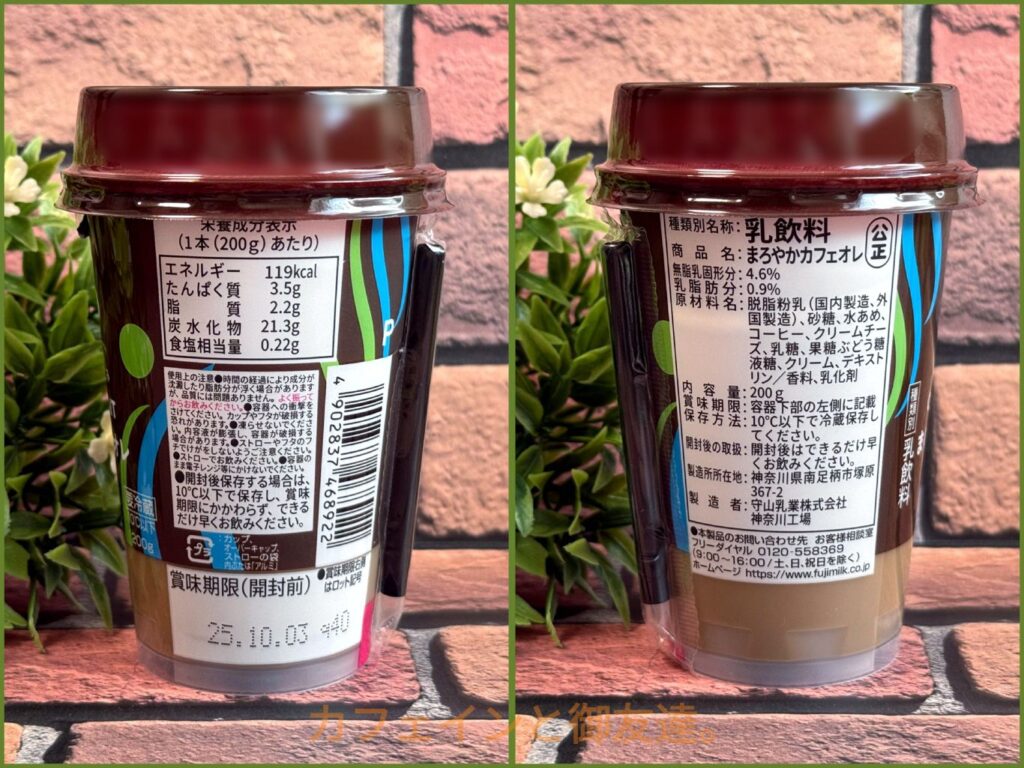 栄養成分表示
(1本(200g)あたり)
エネルギー 119kcal
たんぱく質 3.5g
脂質 2.2g
炭水化物 21.3g
食塩相当量 0.22g
使用上の注意●時間の経過により成分が
沈澱したり脂肪分が浮く場合があります
が、品質には問題ありません。よく振って
からお飲みください。●容器への衝撃を
さけてください。カップやフタが破損する
恐れがあります。●凍らせないでくださ
い。内容液が膨張し、容器が破損する
場合があります。●ストローやフタのフ
チでけがをしないようご注意ください。
●ストローでお飲みください。●容器の
まま電子レンジ等にかけないでください。
●開封後保存する場合は、
10℃以下で保存し、賞味
期限にかかわらず、できる
だけ早くお飲みください。
4902837468922
要冷蔵
10℃以下
200g
プラ
カップ、
オーバーキャップ、
ストローの袋
内ぶたは「アルミ」
賞味期限(開封前)
●賞味期限右横
はロット記号
25.10.03 940
種類別名称:乳飲料
公正
商品名:まろやかカフェオレ
無脂乳固形分:4.6%
乳脂肪分:0.9%
原材料名:脱脂粉乳(国内製造、外
国製造)、砂糖、水あめ、
コーヒー、クリームチー
ズ、乳糖、果糖ぶどう糖
液糖、クリーム、デキスト
リン/香料、乳化剤
内容量:200g
賞味期限:容器下部の左側に記載
保存方法:10℃以下で冷蔵保存し
てください。
開封後の取扱:開封後はできるだけ早
くお飲みください。
製造所所在地:神奈川県南足柄市塚原
367-2
製造者:守山乳業株式会社
神奈川工場
●本製品のお問い合わせ先 お客様相談室
フリーダイヤル 0120-558369
(9:00~16:00/土、日、祝日を除く)
ホームページ https://www.fujimilk.co.jp
種類別 乳飲料
ま
カフェインと御友達。